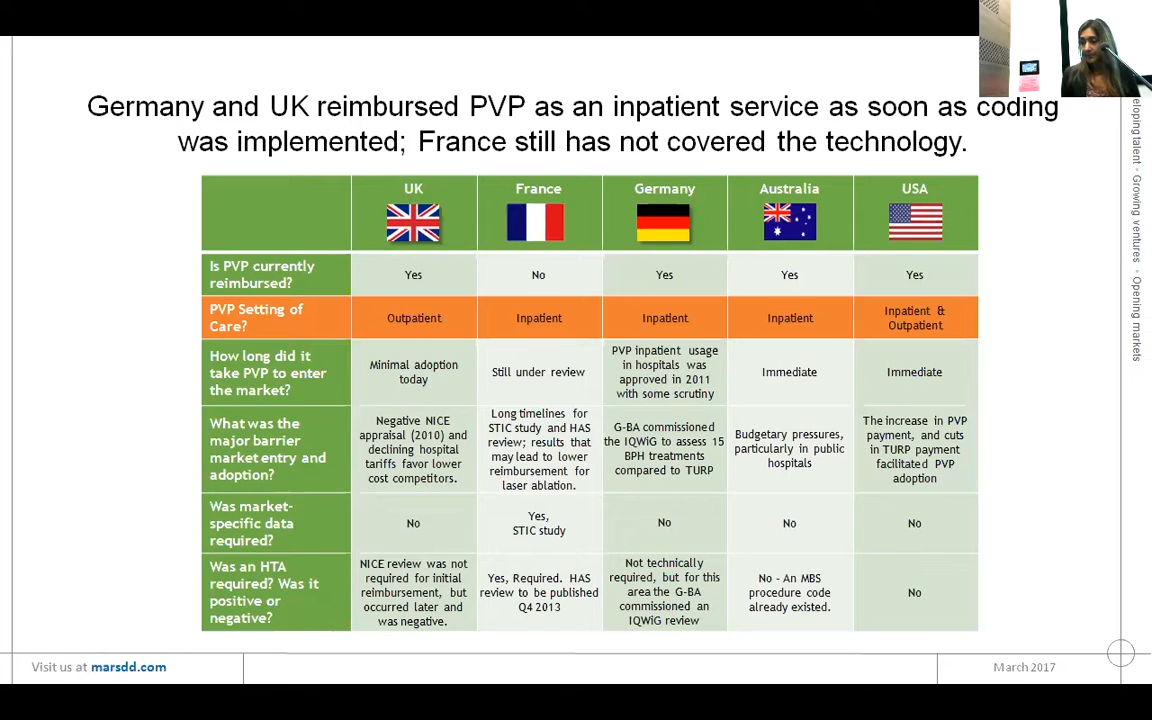 Germany and UK reimbursed PVP as an inpatient service as soon as coding
was implemented; France still has not covered the technology.
UK
France
Germany
Australia
USA
Is PVP currently
reimbursed?
Yes
No
Yes
Yes
Yes
PVP Setting of
Care?
Outpatient
Inpatient
Inpatient
Inpatient
Inpatient &
Outpatient
How long did it
take PVP to enter
the market?
Minimal adoption
today
Still under review
PVP inpatient usage
in hospitals was
approved in 2011
with some scrutiny
Immediate
Immediate
What was the
major barrier
market entry and
adoption?
Negative NICE
appraisal (2010) and
declining hospital
tariffs favor lower
cost competitors.
Long timelines for
STIC study and HAS
review; results that
may lead to lower
reimbursement for
laser ablation.
G-BA commissioned
the IQWiG to assess 15
BPH treatments
compared to TURP
Budgetary pressures,
particularly in public
hospitals
The increase in PVP
payment, and cuts
in TURP payment
facilitated PVP
adoption
Was market-
specific data
required?
No
Yes,
STIC study
No
No
No
Was an HTA
required? Was it
positive or
negative?
NICE review was not
required for initial
reimbursement, but
occurred later and
was negative.
Yes, Required. HAS
review to be published
Q4 2013
Not technically
required, but for this
area the G-BA
commissioned an
IQWiG review
No - An MBS
procedure code
already existed.
No
talent • Growing ventures • Opening markets
Visit us at marsdd.com
March 2017